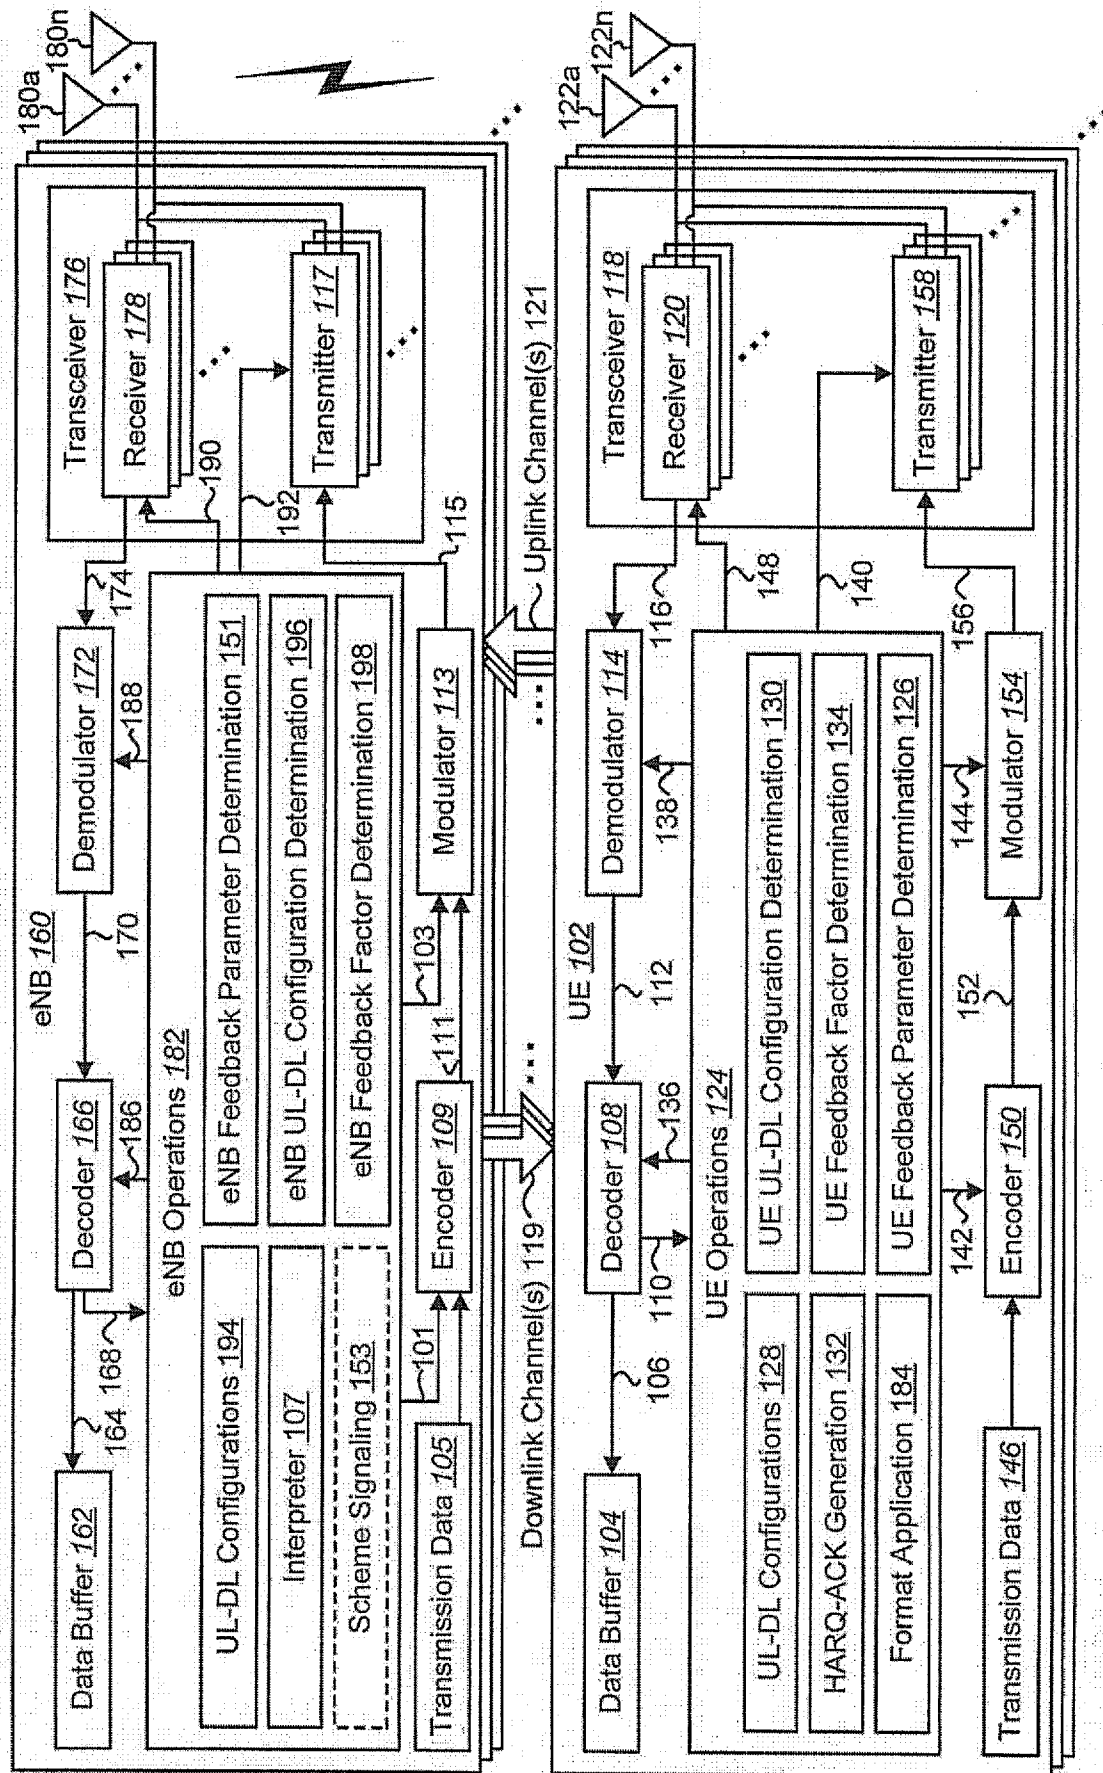 180a
180n
eNB 160
Transceiver 176
Receiver 178
Transmitter 117
190
192
115
174
Demodulator 172
188
170
Decoder 166
186
168
164
Data Buffer 162
eNB Operations 182
UL-DL Configurations 194
Interpreter 107
Scheme Signaling 153
eNB Feedback Parameter Determination 151
eNB UL-DL Configuration Determination 196
eNB Feedback Factor Determination 198
Transmission Data 105
101
Encoder 109
111
103
Modulator 113
Downlink Channel(s) 119
Uplink Channel(s) 121
122a
122n
UE 102
Transceiver 118
Receiver 120
Transmitter 158
148
140
156
116
Demodulator 114
138
112
Decoder 108
136
110
106
Data Buffer 104
UE Operations 124
UL-DL Configurations 128
HARQ-ACK Generation 132
Format Application 184
UE UL-DL Configuration Determination 130
UE Feedback Factor Determination 134
UE Feedback Parameter Determination 126
Transmission Data 146
142
Encoder 150
152
144
Modulator 154